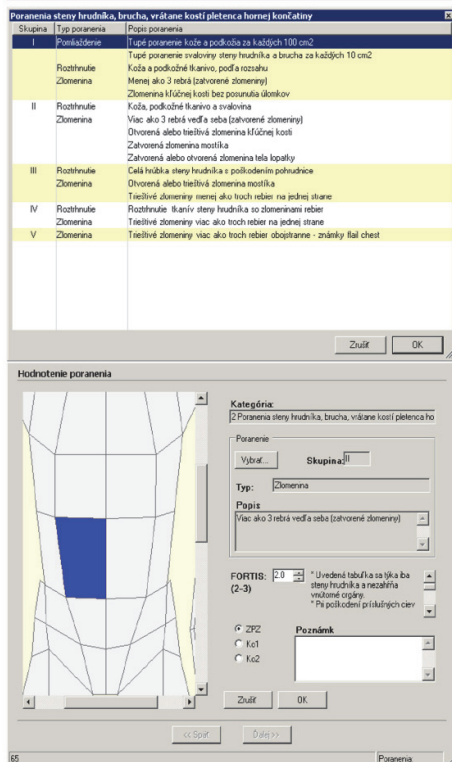 Poranenia steny hrudníka, brucha, vrátane kostí pletenca hornej končatiny
Skupina Typ poranenia Popis poranenia
I Pomliaždenie Tupé poranenie kože a podkožia za každých 100 cm2
Tupé poranenie svaloviny steny hrudníka a brucha za každých 10 cm2
Roztrhnutie Koža a podkožné tkanivo, podľa rozsahu
Zlomenina Menej ako 3 rebrá (zatvorené zlomeniny)
Zlomenina kľúčnej kosti bez posunutia úlomkov
II Roztrhnutie Koža, podkožné tkanivo a svalovina
Zlomenina Viac ako 3 rebrá vedľa seba (zatvorené zlomeniny)
Otvorená alebo trieštivá zlomenina kľúčnej kosti
Zatvorená zlomenina mostíka
Zatvorená alebo otvorená zlomenina tela lopatky
III Roztrhnutie Celá hrúbka steny hrudníka s poškodením pohrudnice
Zlomenina Otvorená alebo trieštivá zlomenina mostíka
Trieštivé zlomeniny menej ako troch rebier na jednej strane
IV Roztrhnutie Roztrhnutie tkanív steny hrudníka so zlomeninami rebier
Zlomenina Trieštivé zlomeniny viac ako troch rebier na jednej strane
V Zlomenina Trieštivé zlomeniny viac ako troch rebier obojstranne - známky flail chest
Zrušiť OK
Hodnotenie poranenia
Kategória:
2 Poranenia steny hrudníka, brucha, vrátane kostí pletenca ho
Poranenie
Vybrať... Skupina: II
Typ: Zlomenina
Popis
Viac ako 3 rebrá vedľa seba (zatvorené zlomeniny)
FORTIS: 2.0 * Uvedená tabuľka sa týka iba
(2-3) steny hrudníka a nezahŕňa
vnútorné orgány.
* Pri poškodení príslušných ciev
ZPZ Poznámk
Kc1
Kc2
Zrušiť OK
<< Späť Ďalej >>
65 Poranenia: